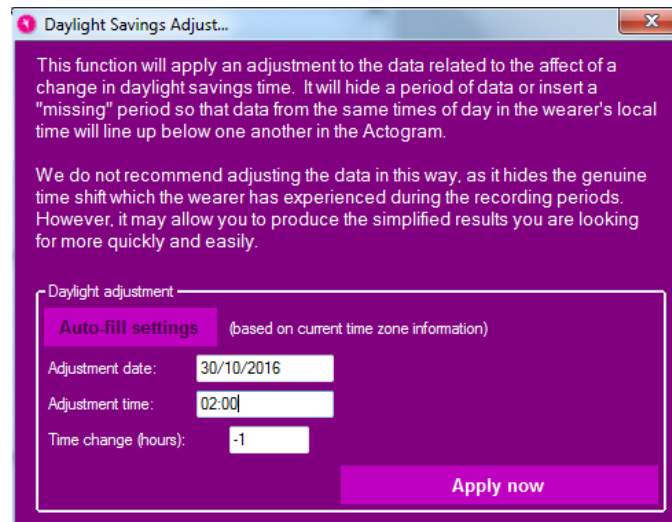 Daylight Savings Adjust...
This function will apply an adjustment to the data related to the affect of a
change in daylight savings time. It will hide a period of data or insert a
"missing" period so that data from the same times of day in the wearer's local
time will line up below one another in the Actogram.
We do not recommend adjusting the data in this way, as it hides the genuine
time shift which the wearer has experienced during the recording periods.
However, it may allow you to produce the simplified results you are looking
for more quickly and easily.
Daylight adjustment
Auto-fill settings (based on current time zone information)
Adjustment date: 30/10/2016
Adjustment time: 02:00
Time change (hours): -1
Apply now